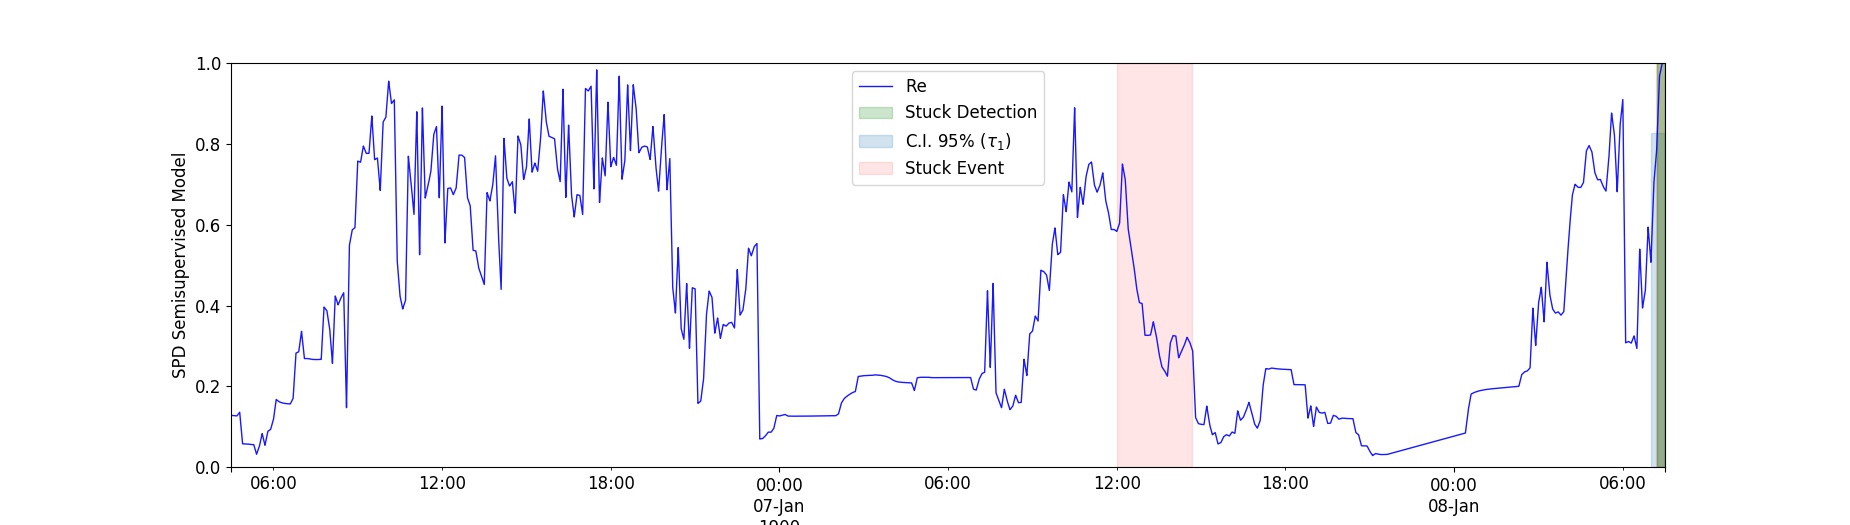 1.0
0.8
0.6
0.4
0.2
0.0
SPD Semisupervised Model
Re
Stuck Detection
C.I. 95% (τ₁)
Stuck Event
06:00 12:00 18:00 00:00 06:00 12:00 18:00 00:00 06:00
07-Jan 08-Jan
1900